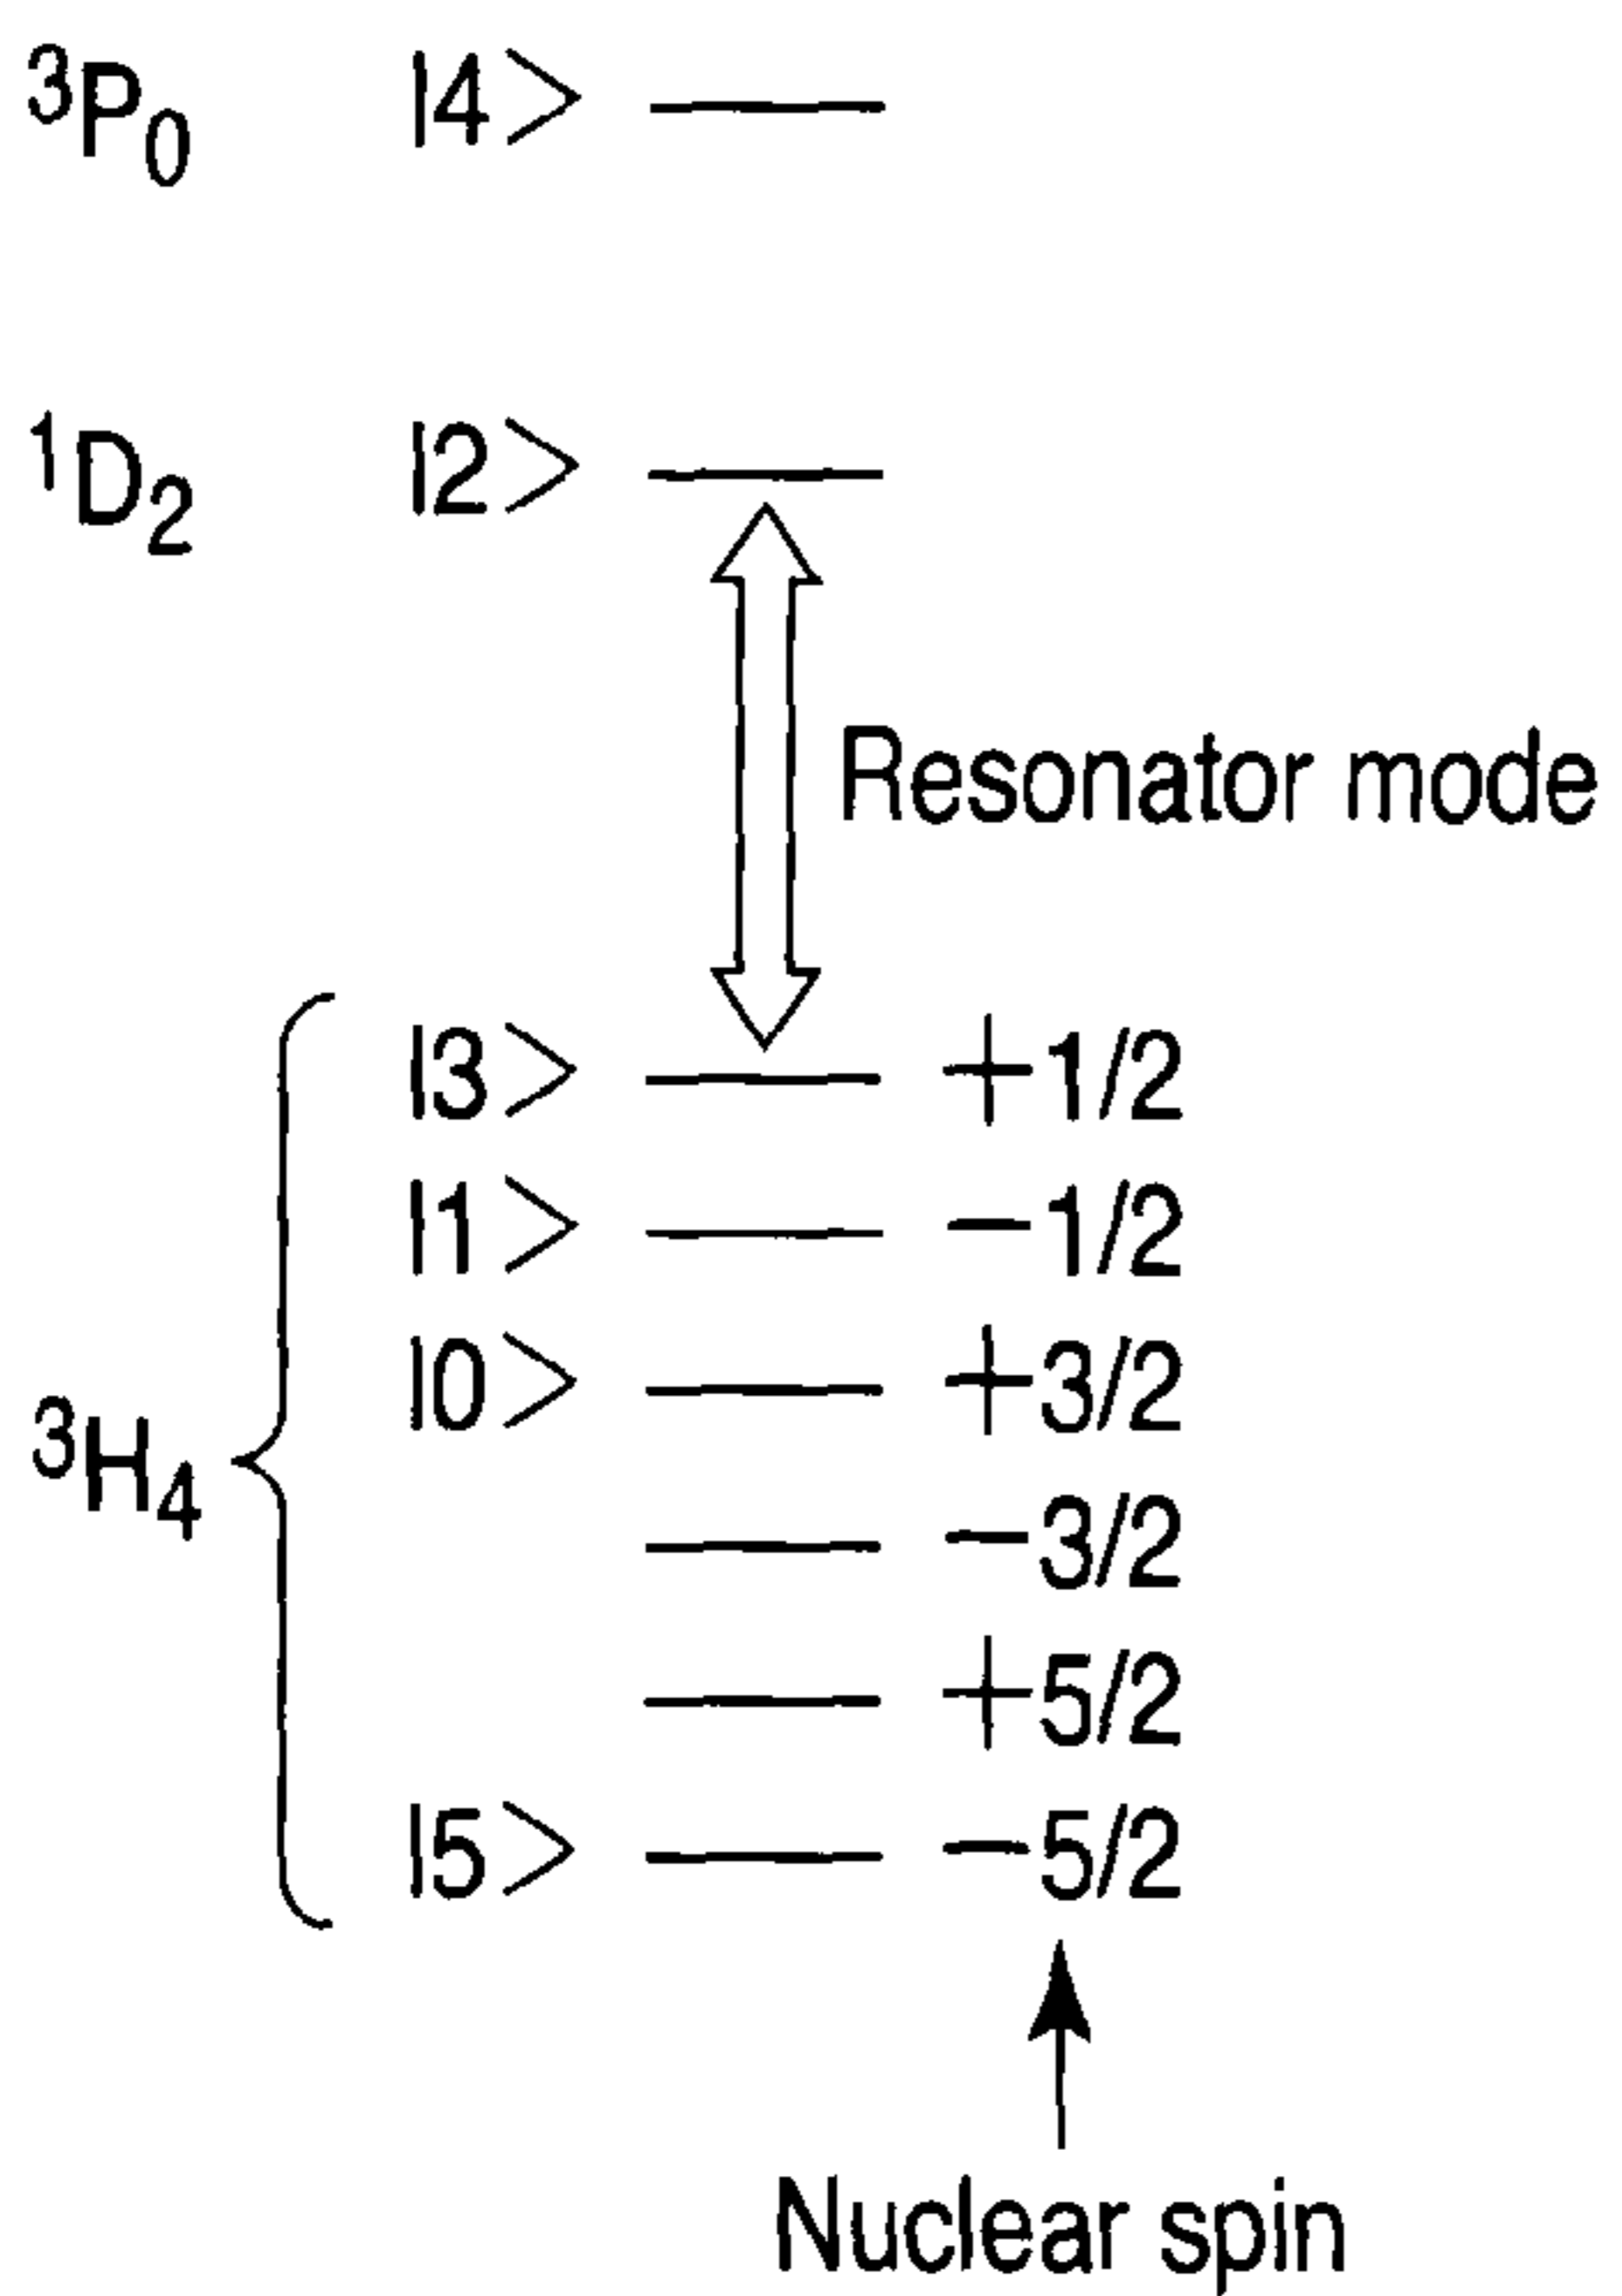 ³P₀ |4>
¹D₂ |2>
Resonator mode
|3> +1/2
|1> −1/2
|0> +3/2
³H₄
−3/2
+5/2
|5> −5/2
Nuclear spin